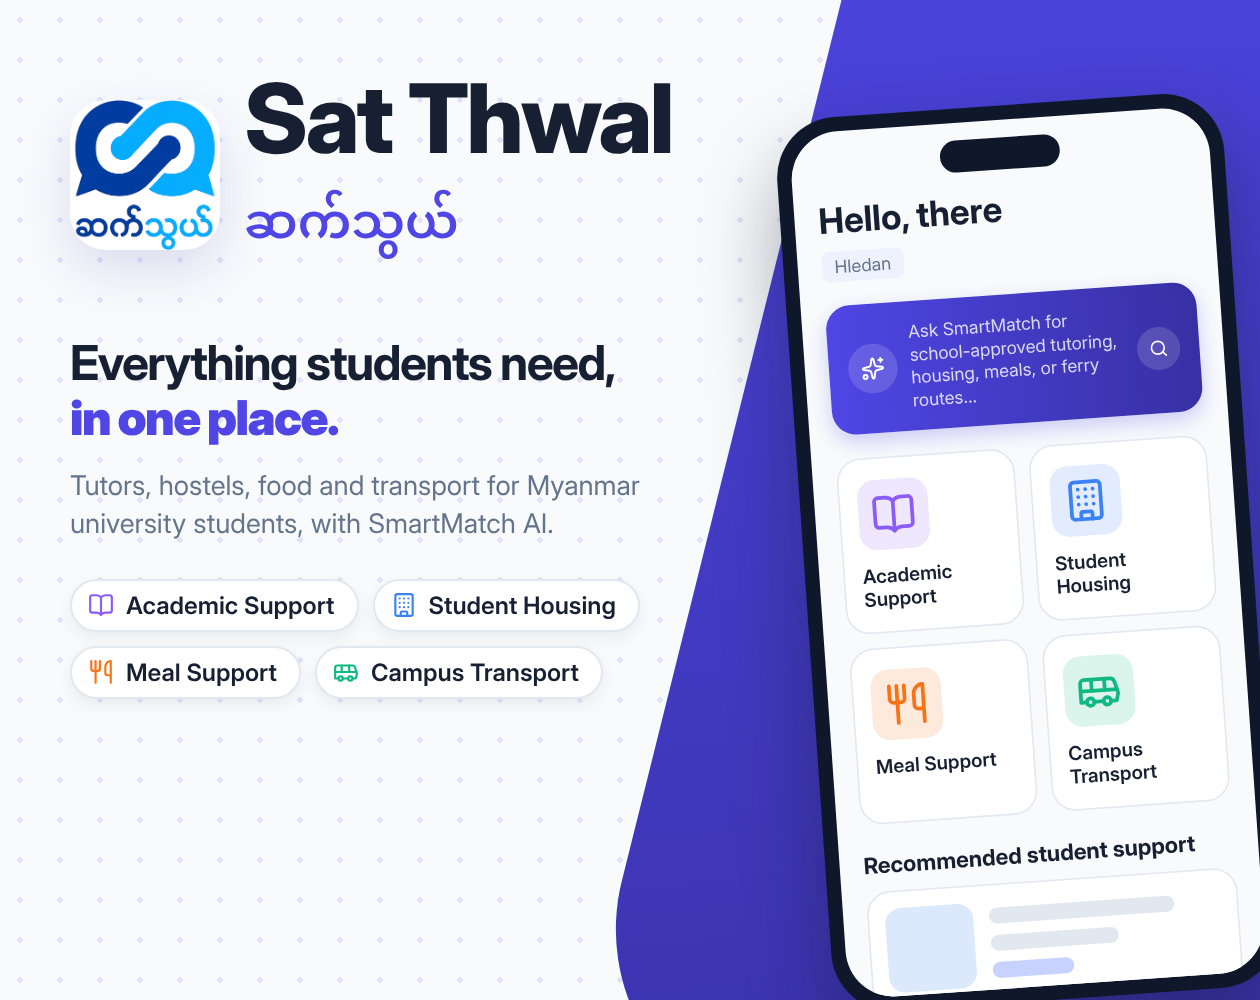 Sat Thwal
ဆက်သွယ်
ဆက်သွယ်
Everything students need,
in one place.
Tutors, hostels, food and transport for Myanmar
university students, with SmartMatch AI.
Academic Support
Student Housing
Meal Support
Campus Transport
Hello, there
Hledan
Ask SmartMatch for
school-approved tutoring,
housing, meals, or ferry
routes...
Academic
Support
Student
Housing
Meal Support
Campus
Transport
Recommended student support